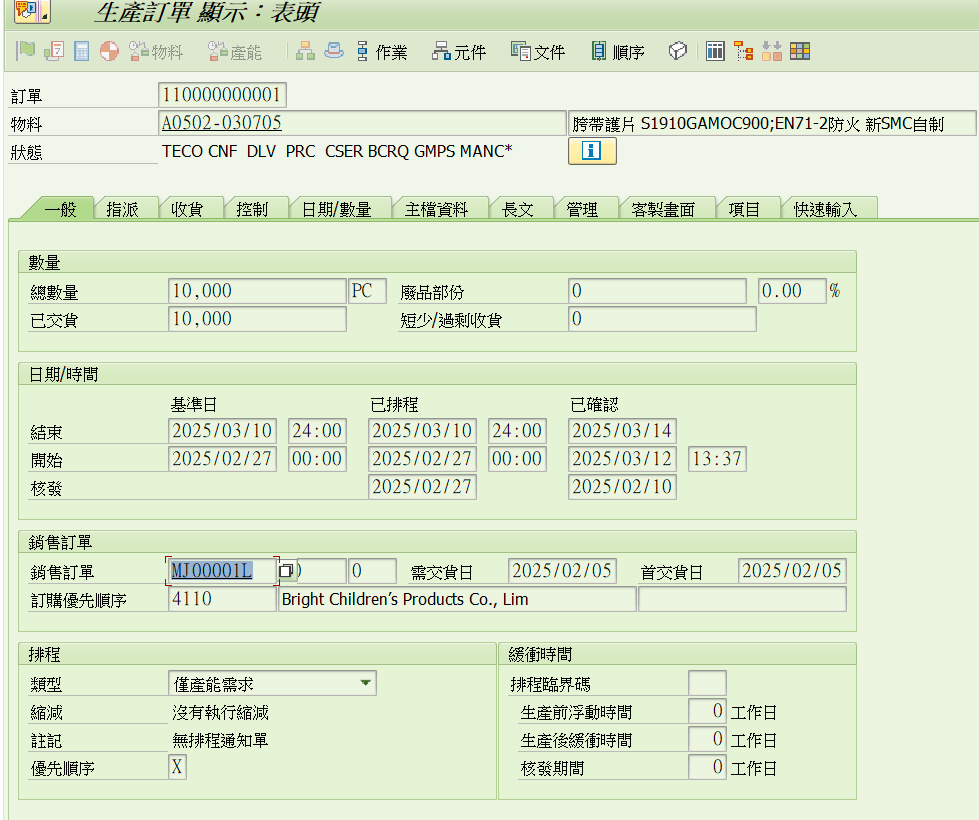 生產訂單 顯示：表頭
物料 產能 作業 元件 文件 順序
訂單 110000000001
物料 A0502-030705 胯帶護片 S1910GAMOC900;EN71-2防火 新SMC自制
狀態 TECO CNF DLV PRC CSER BCRQ GMPS MANC*
一般 指派 收貨 控制 日期/數量 主檔資料 長文 管理 客製畫面 項目 快速輸入
數量
總數量 10,000 PC 廢品部份 0 0.00 %
已交貨 10,000 短少/過剩收貨 0
日期/時間
基準日 已排程 已確認
結束 2025/03/10 24:00 2025/03/10 24:00 2025/03/14
開始 2025/02/27 00:00 2025/02/27 00:00 2025/03/12 13:37
核發 2025/02/27 2025/02/10
銷售訂單
銷售訂單 MJ00001L 0 需交貨日 2025/02/05 首交貨日 2025/02/05
訂購優先順序 4110 Bright Children's Products Co., Lim
排程 緩衝時間
類型 僅產能需求 排程臨界碼
縮減 沒有執行縮減 生產前浮動時間 0 工作日
註記 無排程通知單 生產後緩衝時間 0 工作日
優先順序 X 核發期間 0 工作日